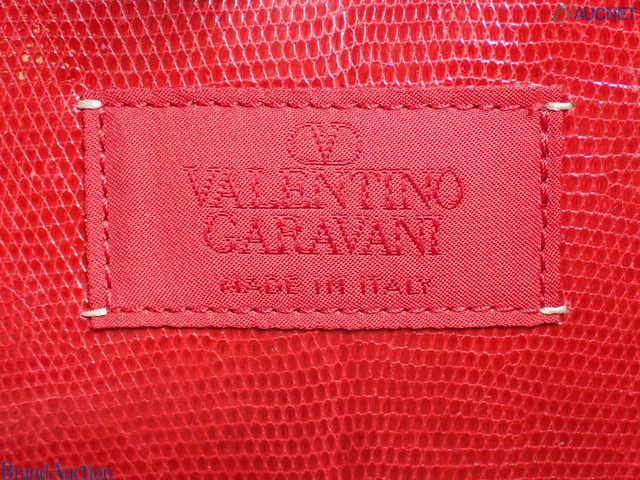 AUCNET
V
VALENTINO
GARAVANI
MADE IN ITALY
Brand Auction